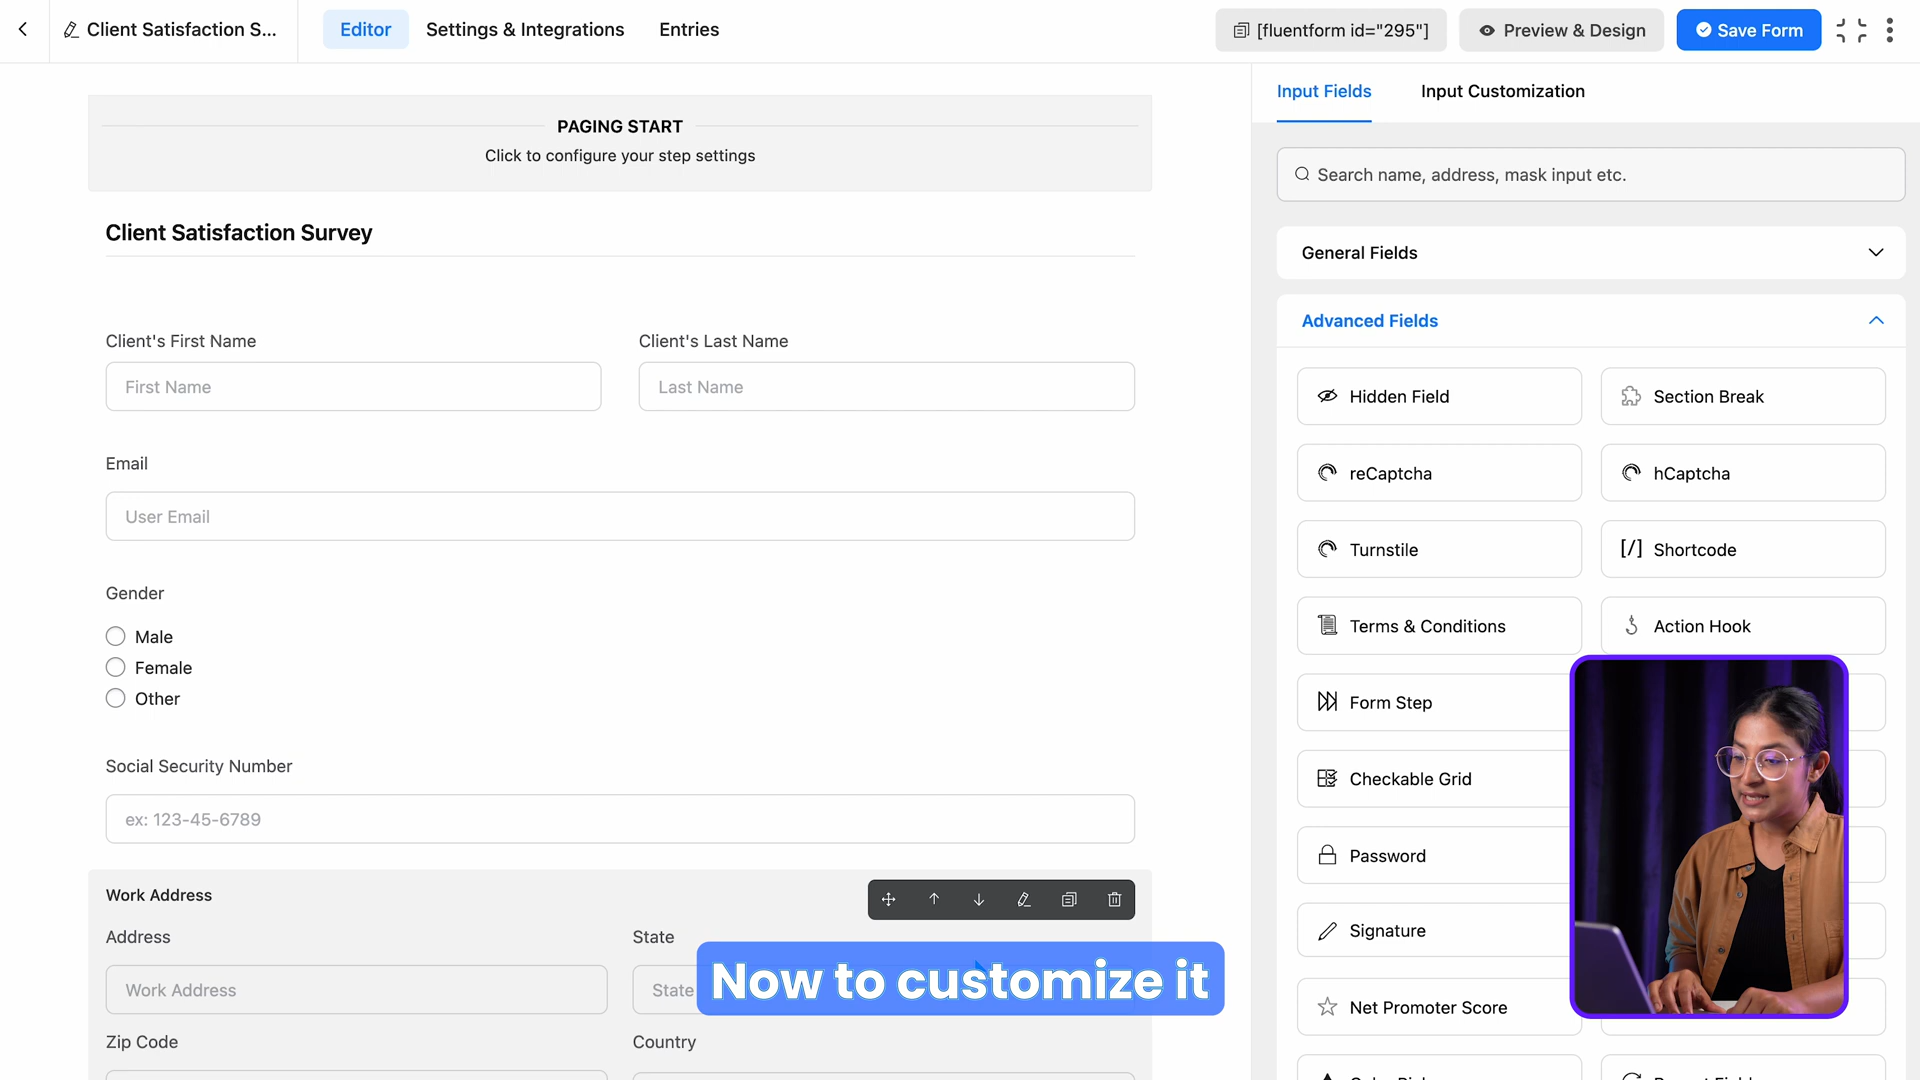 Client Satisfaction S...
Editor
Settings & Integrations
Entries
[fluentform id="295"]
Preview & Design
Save Form
PAGING START
Click to configure your step settings
Client Satisfaction Survey
Client's First Name
Client's Last Name
First Name
Last Name
Email
User Email
Gender
Male
Female
Other
Social Security Number
ex: 123-45-6789
Work Address
Address
State
Work Address
State
Zip Code
Country
Now to customize it
Input Fields
Input Customization
Search name, address, mask input etc.
General Fields
Advanced Fields
Hidden Field
Section Break
reCaptcha
hCaptcha
Turnstile
[/] Shortcode
Terms & Conditions
Action Hook
Form Step
Checkable Grid
Password
Signature
Net Promoter Score